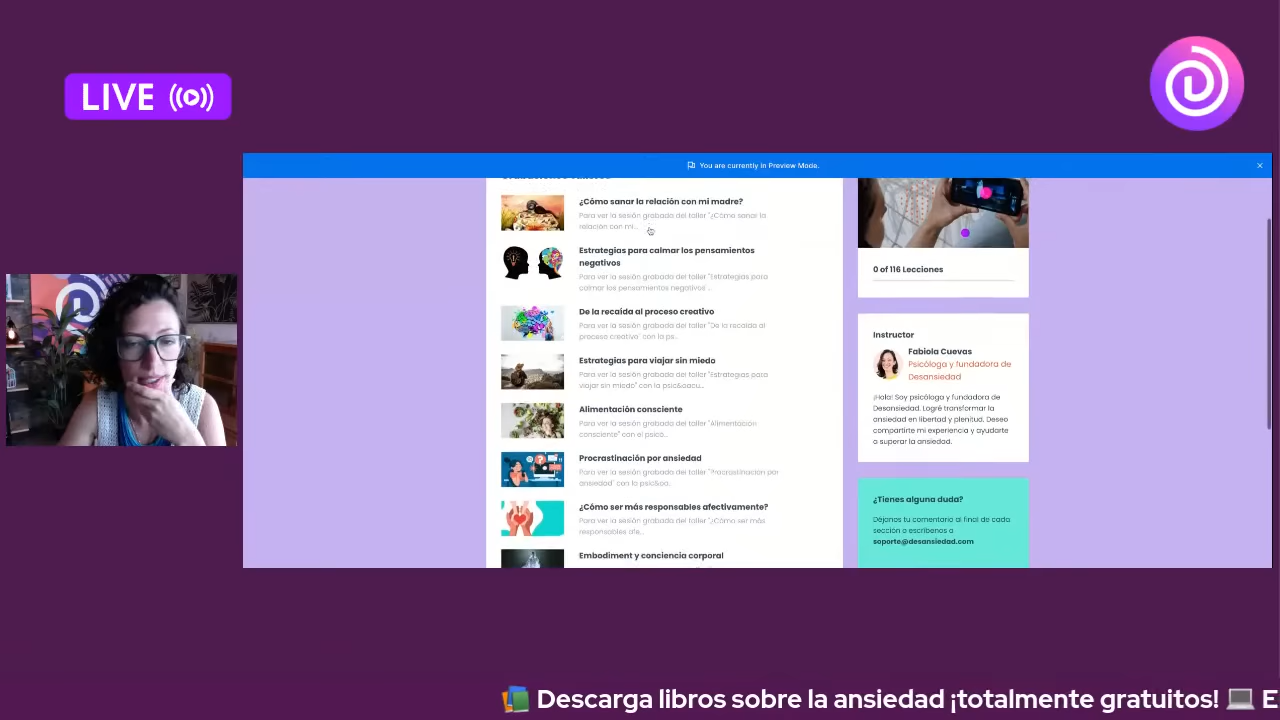 LIVE
You are currently in Preview Mode.
¿Cómo sanar la relación con mi madre?
Para ver la sesión grabada del taller "¿Cómo sanar la
relación con mi...
Estrategias para calmar los pensamientos
negativos
Para ver la sesión grabada del taller "Estrategias para
calmar los pensamientos negativos"...
De la recaída al proceso creativo
Para ver la sesión grabada del taller "De la recaída al
proceso creativo" con la ps...
Estrategias para viajar sin miedo
Para ver la sesión grabada del taller "Estrategias para
viajar sin miedo" con la psic&oacu...
Alimentación consciente
Para ver la sesión grabada del taller "Alimentación
consciente" con el psico...
Procrastinación por ansiedad
Para ver la sesión grabada del taller "Procrastinación por
ansiedad" con la psic&oa...
¿Cómo ser más responsables afectivamente?
Para ver la sesión grabada del taller "¿Cómo ser más
responsables afe...
Embodiment y conciencia corporal
0 of 116 Lecciones
Instructor
Fabiola Cuevas
Psicóloga y fundadora de
Desansiedad
¡Hola! Soy psicóloga y fundadora de
Desansiedad. Logré transformar la
ansiedad en libertad y plenitud. Deseo
compartirte mi experiencia y ayudarte
a superar la ansiedad.
¿Tienes alguna duda?
Déjanos tu comentario al final de cada
sección o escríbenos a
soporte@desansiedad.com
Descarga libros sobre la ansiedad ¡totalmente gratuitos! E